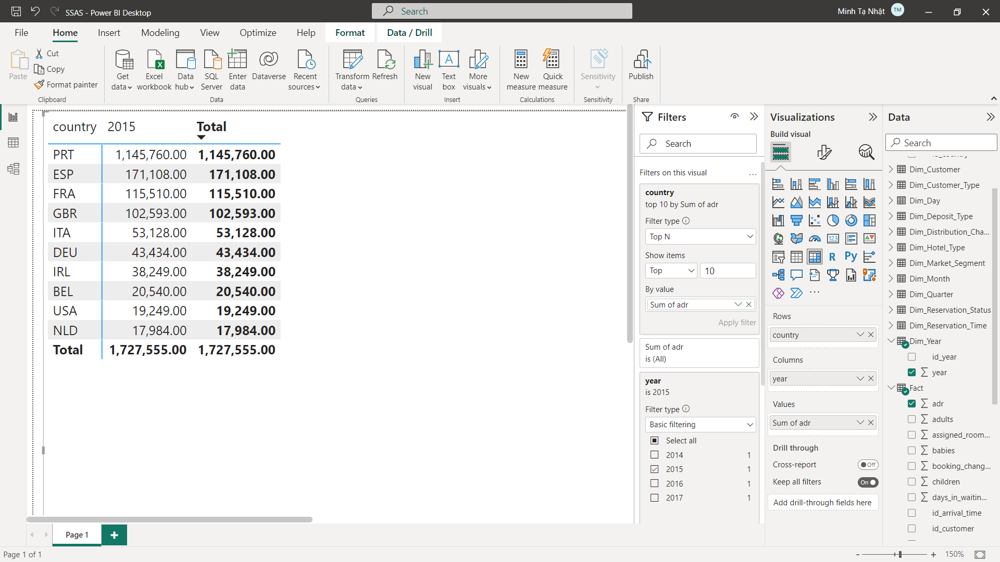 SSAS - Power BI Desktop
Search
Minh Tạ Nhật
TM
File
Home
Insert
Modeling
View
Optimize
Help
Format
Data / Drill
Paste
Cut
Copy
Format painter
Clipboard
Get data
Excel workbook
Data hub
SQL Server
Enter data
Dataverse
Recent sources
Data
Transform data
Refresh
Queries
New visual
Text box
More visuals
Insert
New measure
Quick measure
Calculations
Sensitivity
Sensitivity
Publish
Share
country 2015 Total
PRT 1,145,760.00 1,145,760.00
ESP 171,108.00 171,108.00
FRA 115,510.00 115,510.00
GBR 102,593.00 102,593.00
ITA 53,128.00 53,128.00
DEU 43,434.00 43,434.00
IRL 38,249.00 38,249.00
BEL 20,540.00 20,540.00
USA 19,249.00 19,249.00
NLD 17,984.00 17,984.00
Total 1,727,555.00 1,727,555.00
Filters
Search
Filters on this visual
...
country
top 10 by Sum of adr
Filter type
Top N
Show items
Top 10
By value
Sum of adr
Apply filter
Sum of adr
is (All)
year
is 2015
Filter type
Basic filtering
Select all
2014 1
2015 1
2016 1
2017 1
Visualizations
Build visual
123
R
Py
...
Rows
country
Columns
year
Values
Sum of adr
Drill through
Cross-report Off
Keep all filters On
Add drill-through fields here
Data
Search
Dim_Customer
Dim_Customer_Type
Dim_Day
Dim_Deposit_Type
Dim_Distribution_Cha...
Dim_Hotel_Type
Dim_Market_Segment
Dim_Month
Dim_Quarter
Dim_Reservation_Status
Dim_Reservation_Time
Dim_Year
id_year
year
Fact
adr
adults
assigned_room...
babies
booking_chang...
children
days_in_waitin...
id_arrival_time
id_customer
Page 1
+
Page 1 of 1
- + 150%